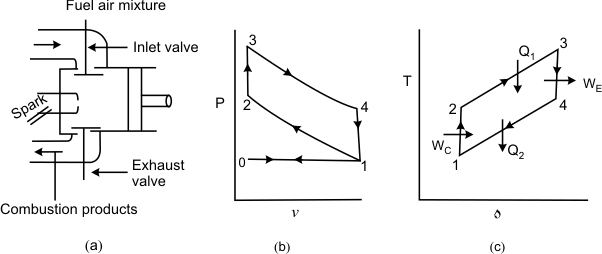 Fuel air mixture
Inlet valve
Spark
Exhaust
valve
Combustion products
(a)
P
3
2
4
0
1
v
(b)
T
Q1
3
WE
2
4
WC
Q2
1
s
(c)